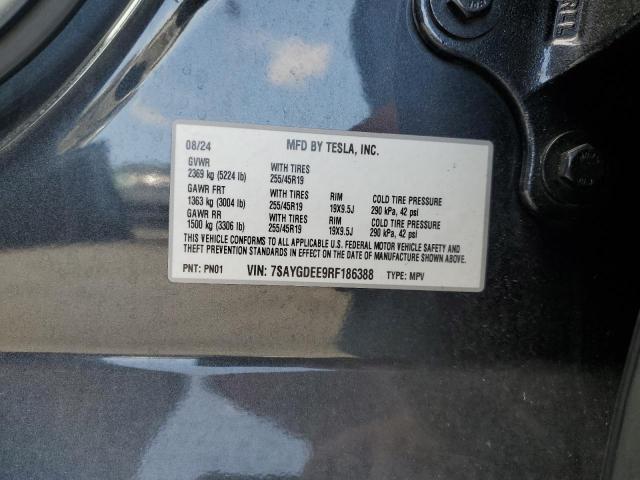 08/24 MFD BY TESLA, INC.
GVWR WITH TIRES
2369 kg (5224 lb) 255/45R19
GAWR FRT WITH TIRES RIM COLD TIRE PRESSURE
1363 kg (3004 lb) 255/45R19 19X9.5J 290 kPa, 42 psi
GAWR RR WITH TIRES RIM COLD TIRE PRESSURE
1500 kg (3306 lb) 255/45R19 19X9.5J 290 kPa, 42 psi
THIS VEHICLE CONFORMS TO ALL APPLICABLE U.S. FEDERAL MOTOR VEHICLE SAFETY AND
THEFT PREVENTION STANDARDS IN EFFECT ON THE DATE OF MANUFACTURE SHOWN ABOVE.
PNT: PN01 VIN: 7SAYGDEE9RF186388 TYPE: MPV